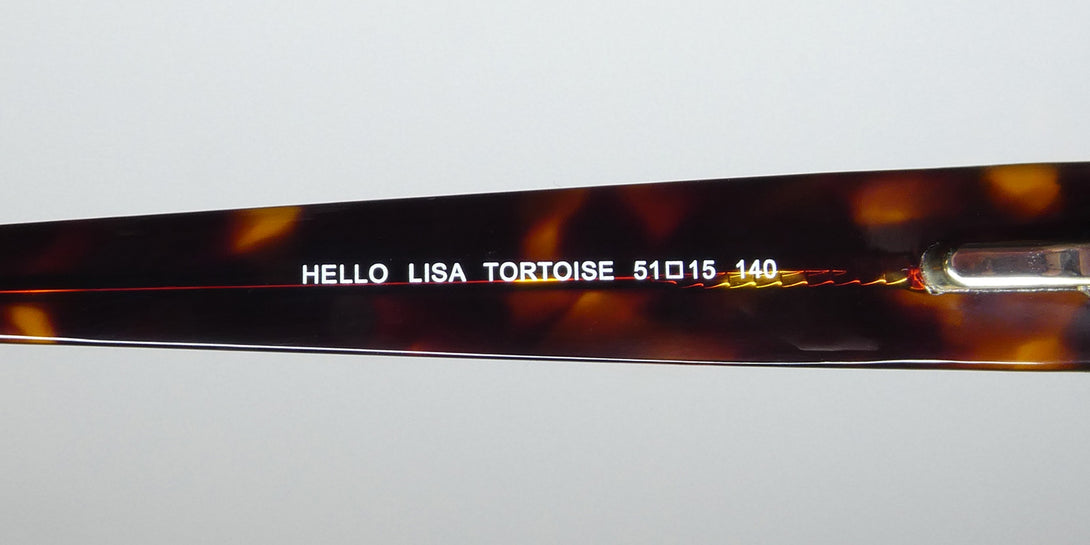 HELLO LISA TORTOISE 51□15 140